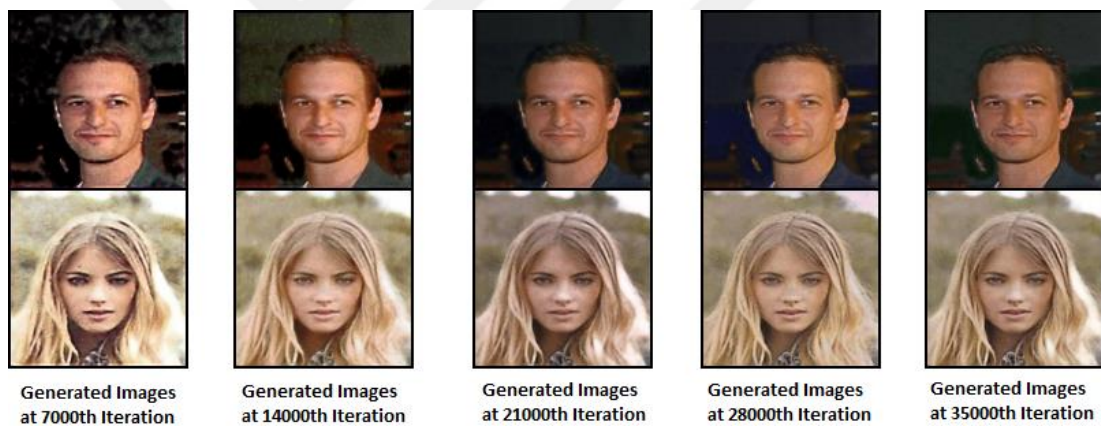 Generated Images
at 7000th Iteration
Generated Images
at 14000th Iteration
Generated Images
at 21000th Iteration
Generated Images
at 28000th Iteration
Generated Images
at 35000th Iteration